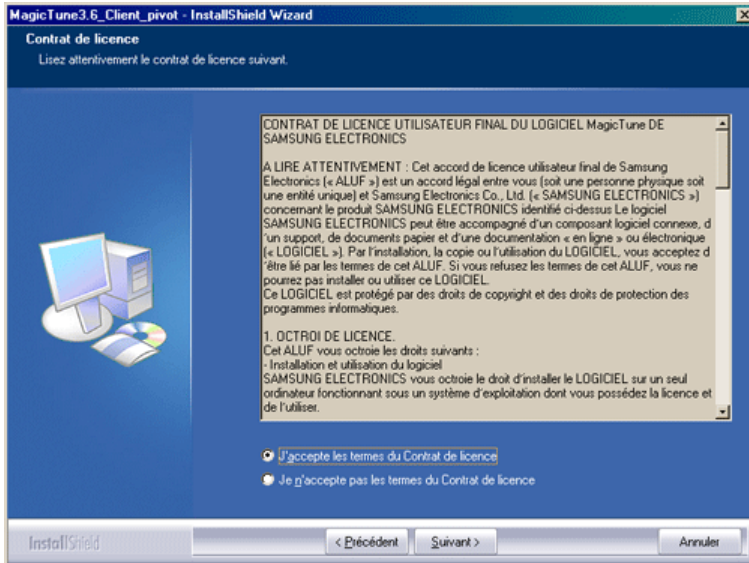 MagicTune3.6_Client_pivot - InstallShield Wizard
Contrat de licence
Lisez attentivement le contrat de licence suivant.
CONTRAT DE LICENCE UTILISATEUR FINAL DU LOGICIEL MagicTune DE
SAMSUNG ELECTRONICS
A LIRE ATTENTIVEMENT : Cet accord de licence utilisateur final de Samsung
Electronics (« ALUF ») est un accord légal entre vous (soit une personne physique soit
une entité unique) et Samsung Electronics Co., Ltd. (« SAMSUNG ELECTRONICS »)
concernant le produit SAMSUNG ELECTRONICS identifié ci-dessus Le logiciel
SAMSUNG ELECTRONICS peut être accompagné d'un composant logiciel connexe, d
'un support, de documents papier et d'une documentation « en ligne » ou électronique
(« LOGICIEL »). Par l'installation, la copie ou l'utilisation du LOGICIEL, vous acceptez d
'être lié par les termes de cet ALUF. Si vous refusez les termes de cet ALUF, vous ne
pourrez pas installer ou utiliser ce LOGICIEL.
Ce LOGICIEL est protégé par des droits de copyright et des droits de protection des
programmes informatiques.
1. OCTROI DE LICENCE.
Cet ALUF vous octroie les droits suivants :
- Installation et utilisation du logiciel
SAMSUNG ELECTRONICS vous octroie le droit d'installer le LOGICIEL sur un seul
ordinateur fonctionnant sous un système d'exploitation dont vous possédez la licence et
de l'utiliser.
J'accepte les termes du Contrat de licence
Je n'accepte pas les termes du Contrat de licence
InstallShield
< Précédent
Suivant >
Annuler